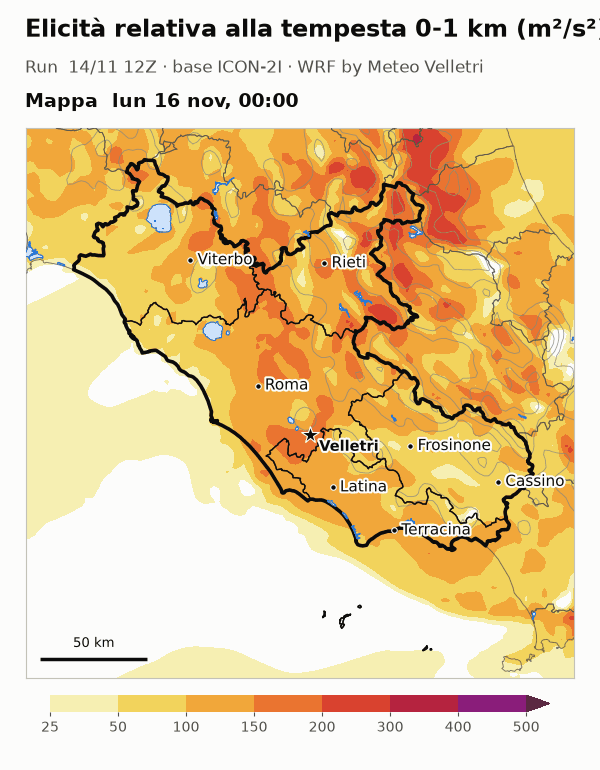 Elicità relativa alla tempesta 0-1 km (m²/s²)
Run 14/11 12Z · base ICON-2I · WRF by Meteo Velletri
Mappa lun 16 nov, 00:00
Viterbo
Rieti
Roma
Velletri
Frosinone
Cassino
Latina
Terracina
50 km
25 50 100 150 200 300 400 500